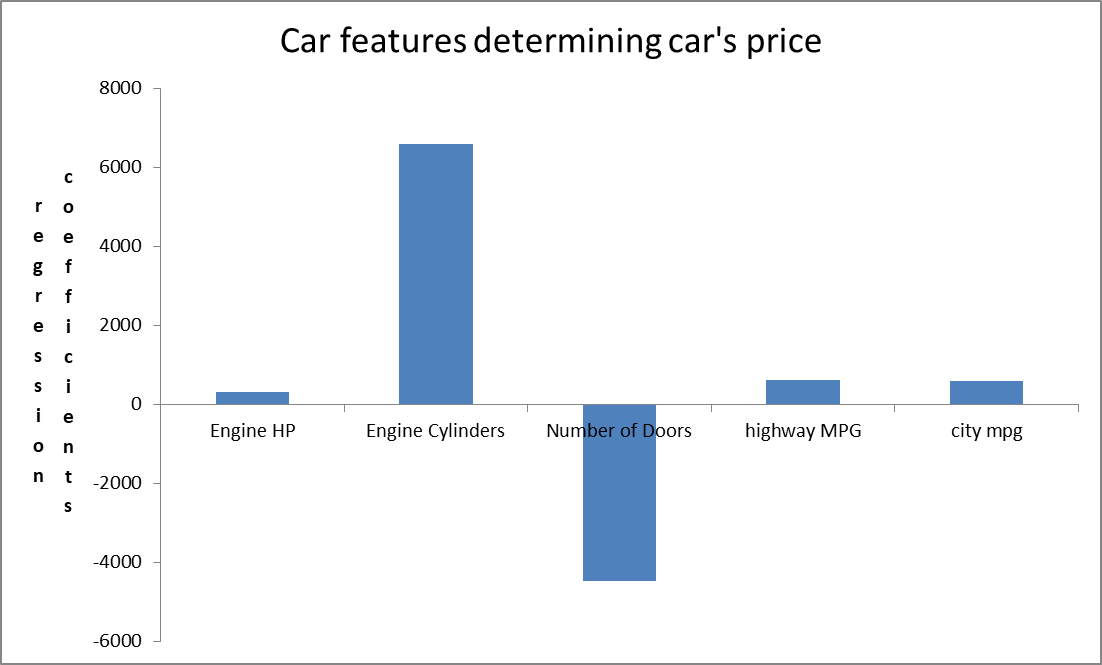 Car features determining car's price
regression
coefficients
8000
6000
4000
2000
0
-2000
-4000
-6000
Engine HP
Engine Cylinders
Number of Doors
highway MPG
city mpg